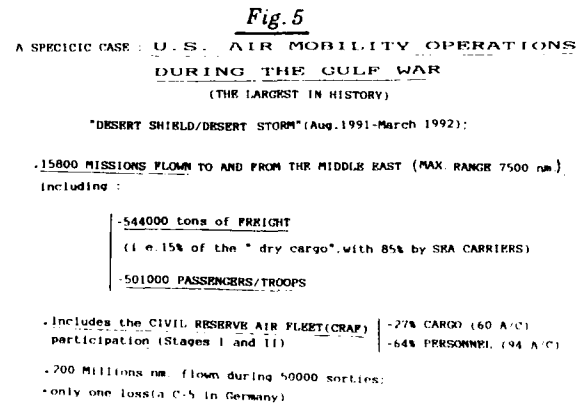 Fig. 5
A SPECICIC CASE : U.S. AIR MOBILITY OPERATIONS
DURING THE GULF WAR
(THE LARGEST IN HISTORY)
"DESERT SHIELD/DESERT STORM"(Aug.1991-March 1992):
.15800 MISSIONS FLOWN TO AND FROM THE MIDDLE EAST (MAX. RANGE 7500 nm.)
including :
-544000 tons of FREIGHT
(i e.15% of the " dry cargo",with 85% by SEA CARRIERS)
-501000 PASSENGERS/TROOPS
.Includes the CIVIL RESERVE AIR FLEET(CRAF) -27% CARGO (60 A/C)
participation (Stages I and II) -64% PERSONNEL (94 A/C)
.200 Millions nm. flown during 50000 sorties;
-only one loss(a C-5 in Germany)